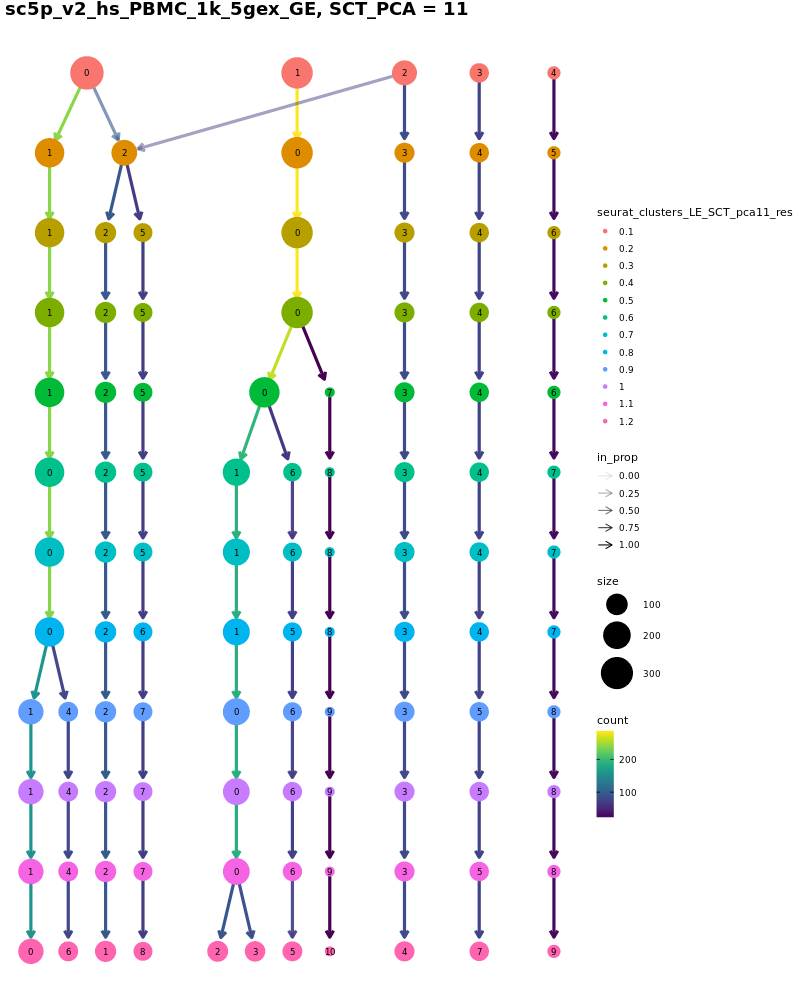 sc5p_v2_hs_PBMC_1k_5gex_GE, SCT_PCA = 11
0 1 2 3 4
1 2 0 3 4 5
1 2 5 0 3 4 6
1 2 5 0 3 4 6
1 2 5 0 7 3 4 6
0 2 5 1 6 8 3 4 7
0 2 5 1 6 8 3 4 7
0 2 6 1 5 8 3 4 7
1 4 2 7 0 6 9 3 5 8
1 4 2 7 0 6 9 3 5 8
1 4 2 7 0 6 9 3 5 8
0 6 1 8 2 3 5 10 4 7 9
seurat_clusters_LE_SCT_pca11_res
0.1
0.2
0.3
0.4
0.5
0.6
0.7
0.8
0.9
1
1.1
1.2
in_prop
0.00
0.25
0.50
0.75
1.00
size
100
200
300
count
200
100